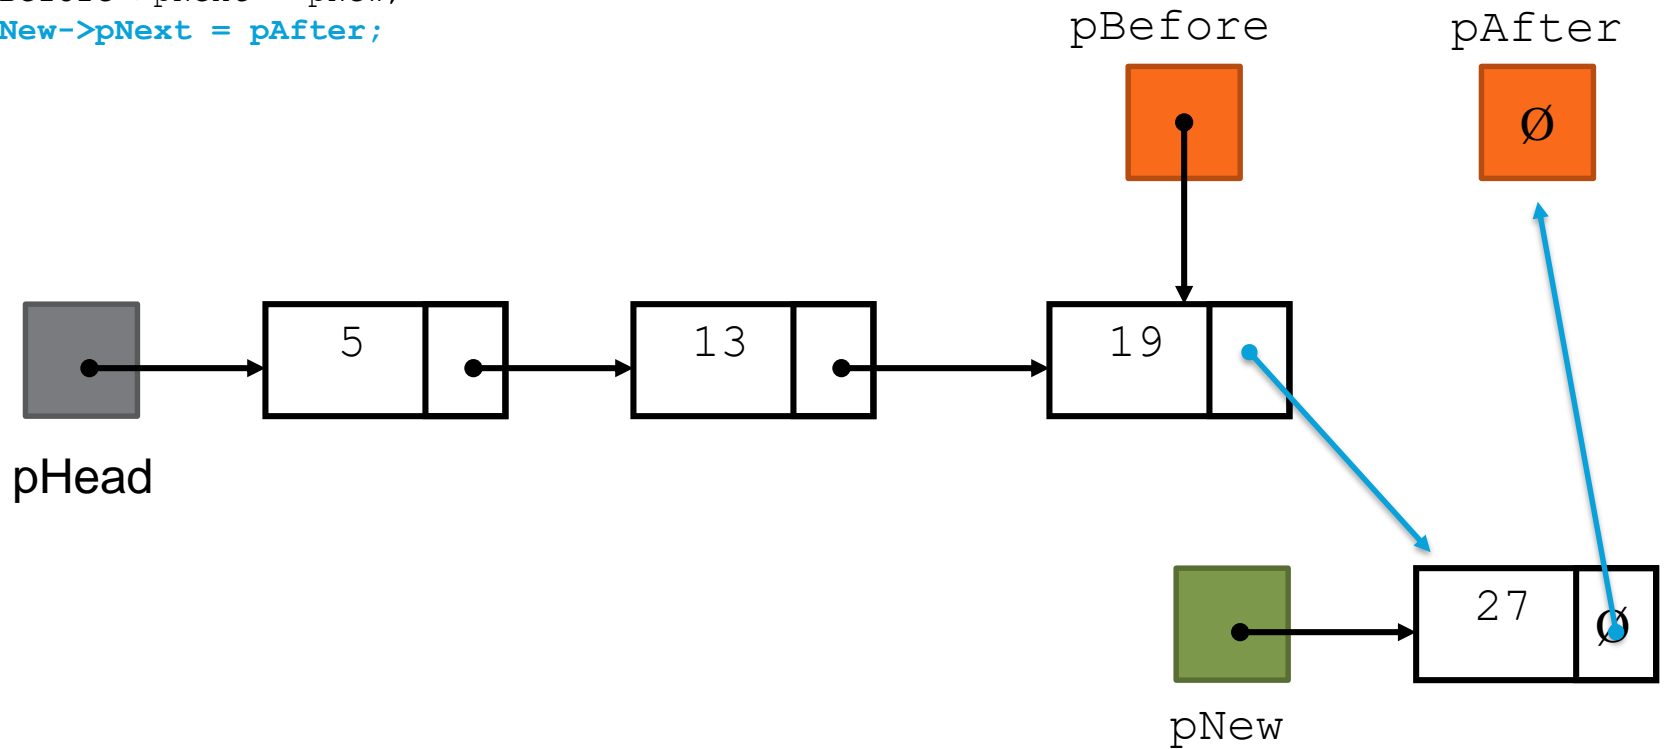 New->pNext = pAfter;
pBefore pAfter
Ø
5 13 19
pHead
27 Ø
pNew